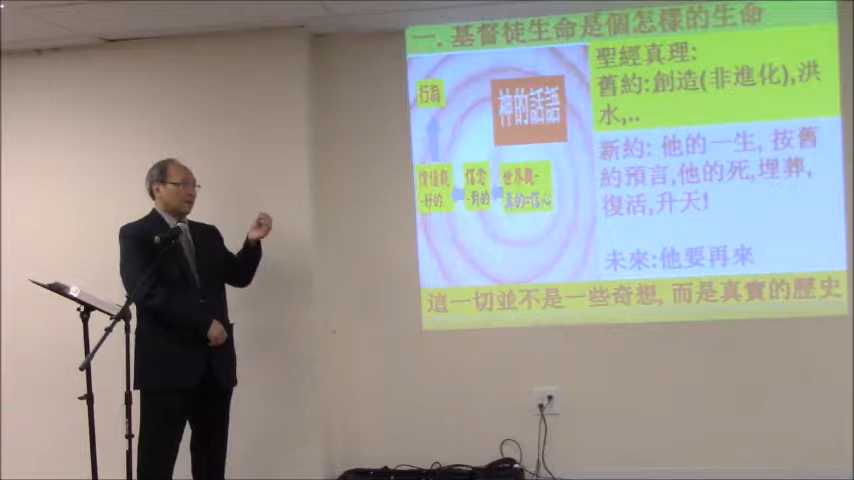 一. 基督徒生命是個怎樣的生命
行為
神的話語
價值觀
-好的
信念
-對的
世界觀
-真的=信心
聖經真理:
舊約:創造(非進化),洪
水,..
新約: 他的一生, 按舊
約預言,他的死,埋葬,
復活,升天!
未來:他要再來
這一切並不是一些奇想, 而是真實的歷史